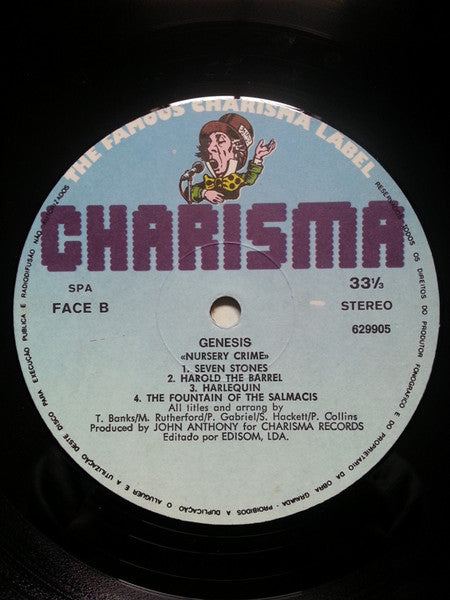 THE FAMOUS CHARISMA LABEL
CHARISMA
SPA
FACE B
33⅓
STEREO
629905
GENESIS
«NURSERY CRIME»
1. SEVEN STONES
2. HAROLD THE BARREL
3. HARLEQUIN
4. THE FOUNTAIN OF THE SALMACIS
All titles and arrang by
T. Banks/M. Rutherford/P. Gabriel/S. Hackett/P. Collins
Produced by JOHN ANTHONY for CHARISMA RECORDS
Editado por EDISOM, LDA.
RESERVADOS TODOS OS DIREITOS DO PRODUTOR FONOGRÁFICO E DO PROPRIETÁRIO DA OBRA GRAVADA - PROIBIDOS A DUPLICAÇÃO O ALUGUER E A UTILIZAÇÃO DESTE DISCO PARA EXECUÇÃO PUBLICA E RADIODIFUSÃO NÃO AUTORIZADOS